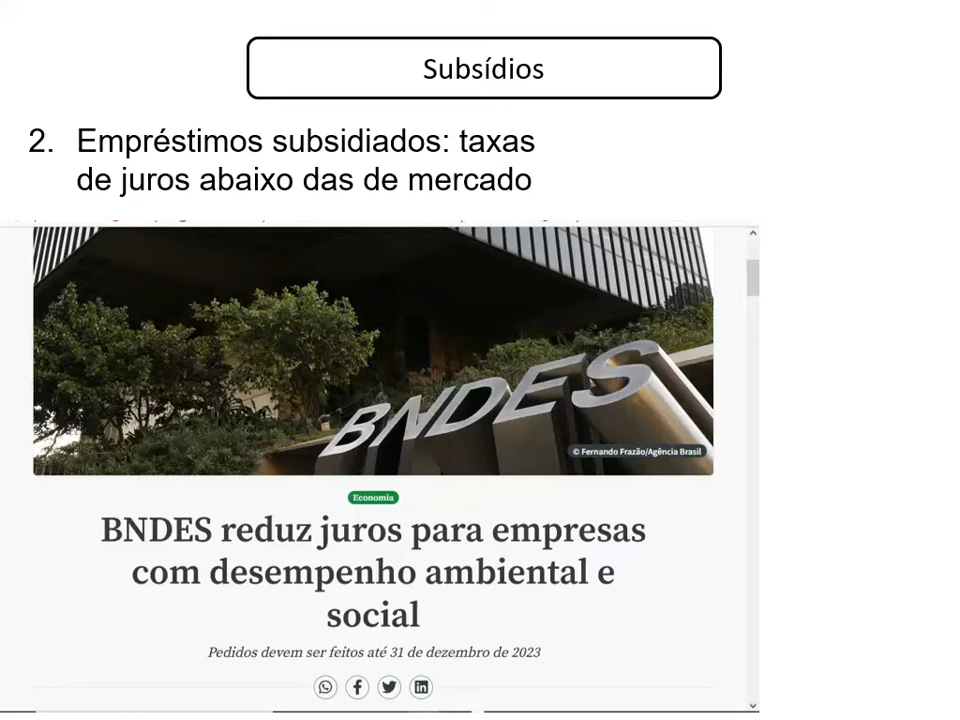 Subsídios
2. Empréstimos subsidiados: taxas
de juros abaixo das de mercado
BNDES
© Fernando Frazão/Agência Brasil
Economia
BNDES reduz juros para empresas
com desempenho ambiental e
social
Pedidos devem ser feitos até 31 de dezembro de 2023